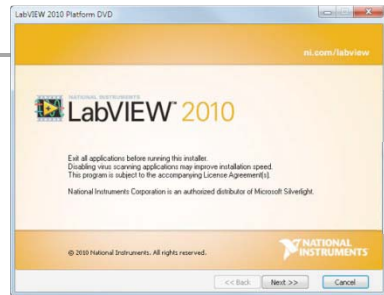 LabVIEW 2010 Platform DVD
ni.com/labview
NATIONAL INSTRUMENTS
LabVIEW™ 2010
Exit all applications before running this installer.
Disabling virus scanning applications may improve installation speed.
This program is subject to the accompanying License Agreement(s).
National Instruments Corporation is an authorized distributor of Microsoft Silverlight.
© 2010 National Instruments. All rights reserved.
NATIONAL INSTRUMENTS
<< Back
Next >>
Cancel